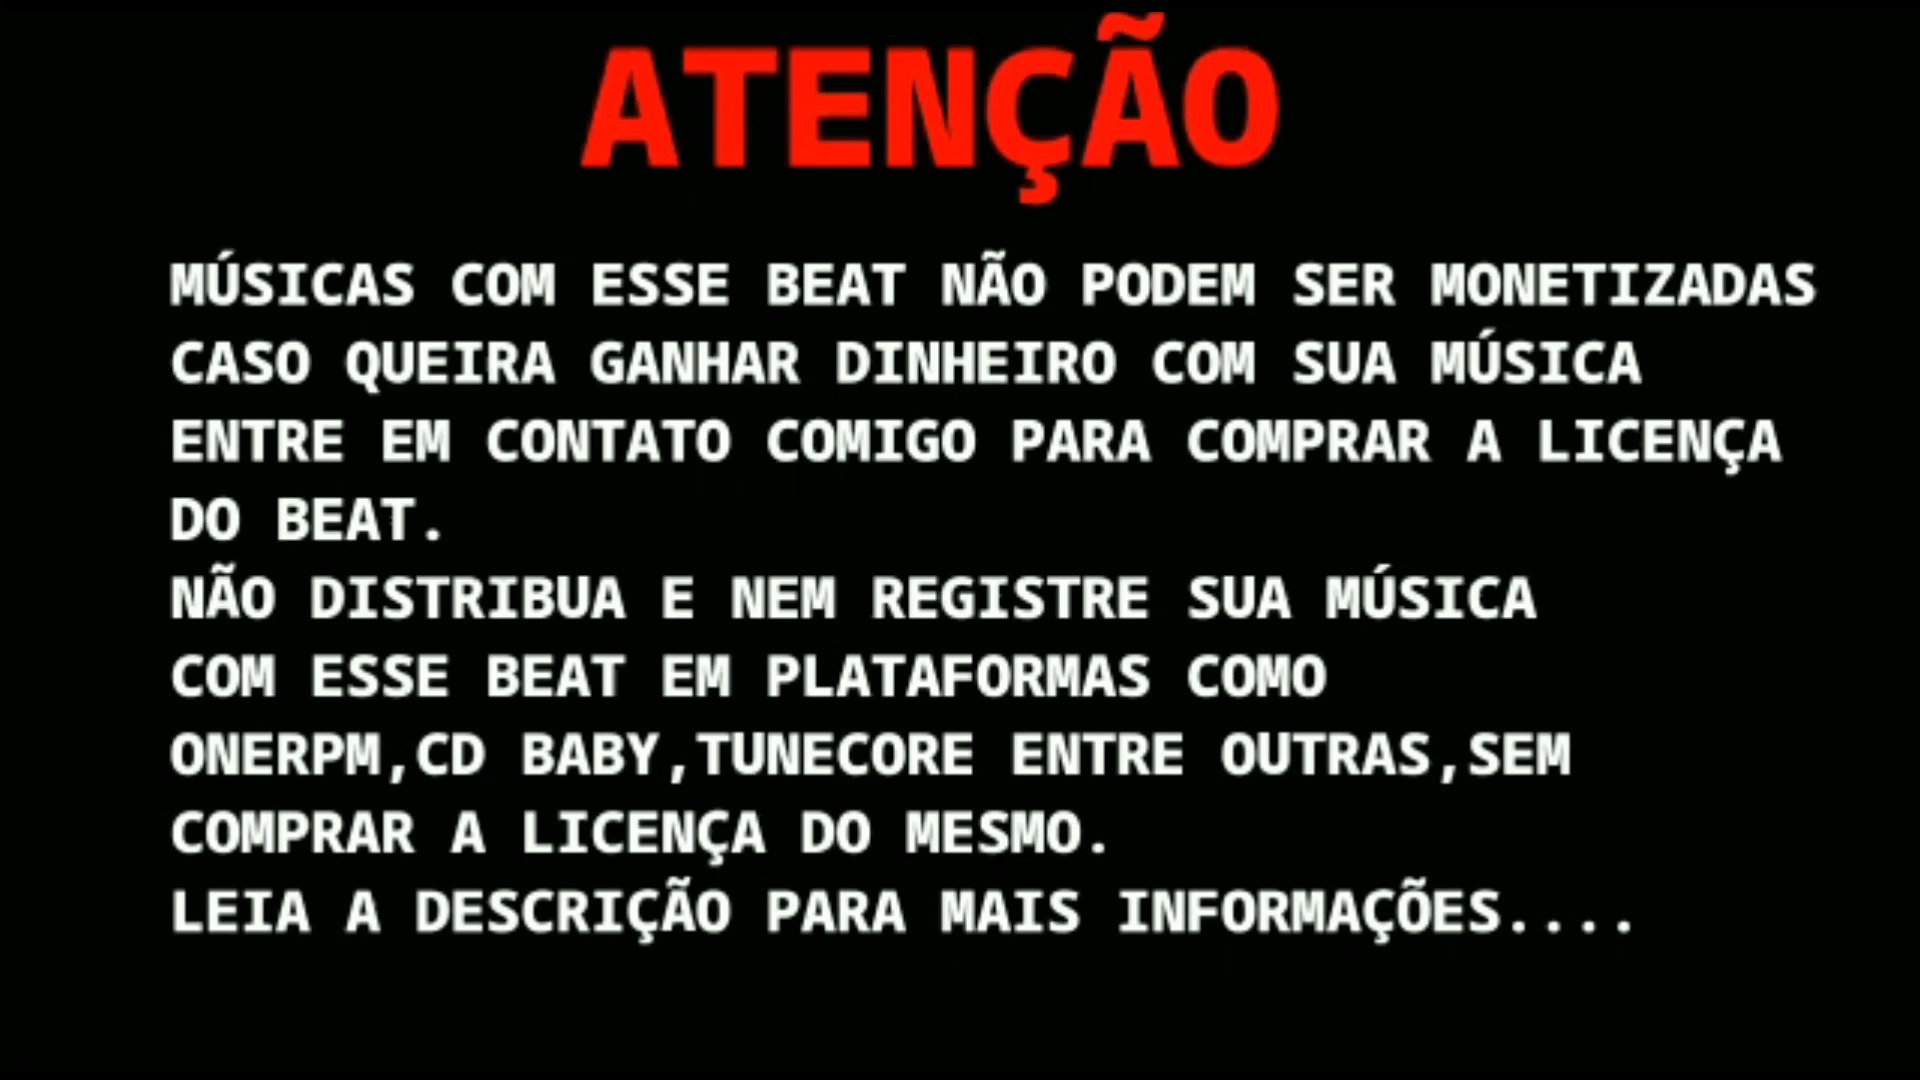 ATENÇÃO
MÚSICAS COM ESSE BEAT NÃO PODEM SER MONETIZADAS
CASO QUEIRA GANHAR DINHEIRO COM SUA MÚSICA
ENTRE EM CONTATO COMIGO PARA COMPRAR A LICENÇA
DO BEAT.
NÃO DISTRIBUA E NEM REGISTRE SUA MÚSICA
COM ESSE BEAT EM PLATAFORMAS COMO
ONERPM,CD BABY,TUNECORE ENTRE OUTRAS,SEM
COMPRAR A LICENÇA DO MESMO.
LEIA A DESCRIÇÃO PARA MAIS INFORMAÇÕES....